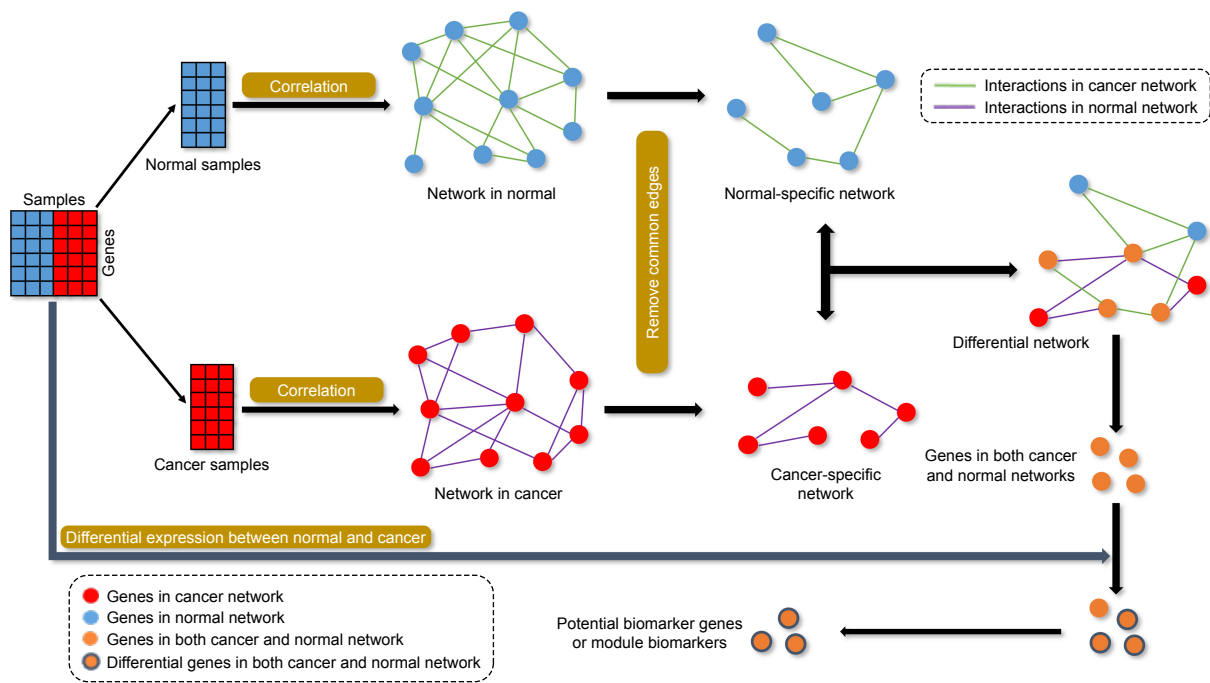 Correlation
Interactions in cancer network
Interactions in normal network
Normal samples
Network in normal
Normal-specific network
Samples
Genes
Remove common edges
Differential network
Correlation
Cancer samples
Network in cancer
Cancer-specific
network
Genes in both cancer
and normal networks
Differential expression between normal and cancer
Genes in cancer network
Genes in normal network
Genes in both cancer and normal network
Differential genes in both cancer and normal network
Potential biomarker genes
or module biomarkers